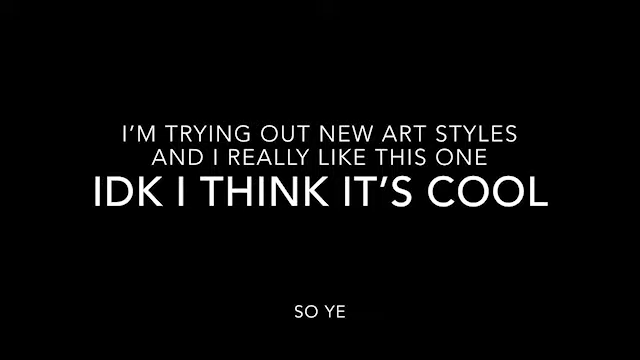 I'M TRYING OUT NEW ART STYLES
AND I REALLY LIKE THIS ONE
IDK I THINK IT'S COOL
SO YE